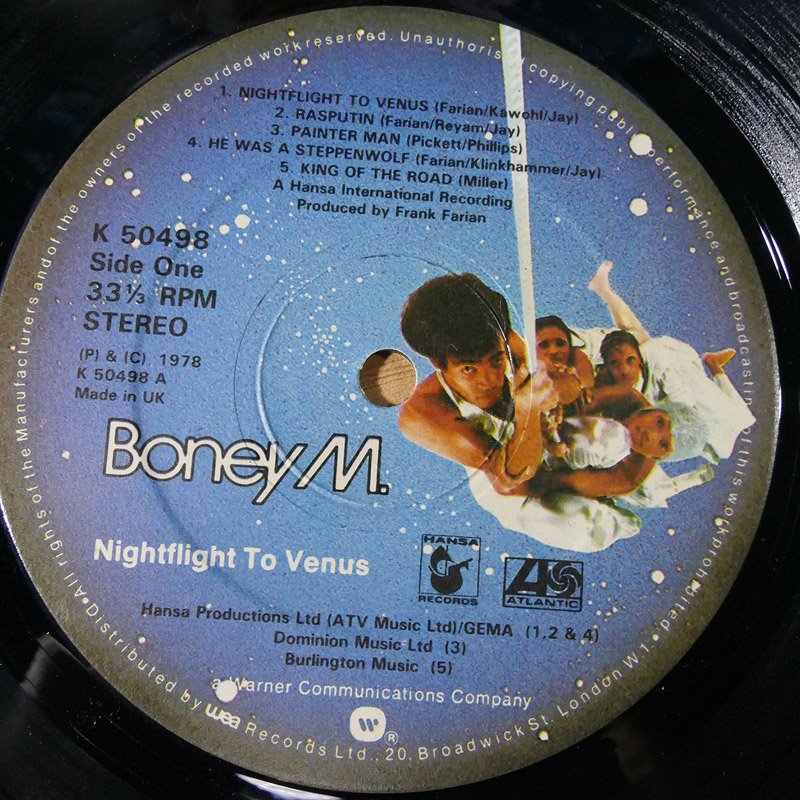 1. NIGHTFLIGHT TO VENUS (Farian/Kawohl/Jay)
2. RASPUTIN (Farian/Reyam/Jay)
3. PAINTER MAN (Pickett/Phillips)
4. HE WAS A STEPPENWOLF (Farian/Klinkhammer/Jay)
5. KING OF THE ROAD (Miller)
A Hansa International Recording
Produced by Frank Farian
K 50498
Side One
33⅓ RPM
STEREO
(P) & (C) 1978
K 50498 A
Made in UK
Boney M.
Nightflight To Venus
HANSA
RECORDS
ATLANTIC
Hansa Productions Ltd (ATV Music Ltd)/GEMA (1,2 & 4)
Dominion Music Ltd (3)
Burlington Music (5)
a Warner Communications Company
W ®
•All rights of the Manufacturers and of the owners of the recorded work reserved. Unauthorised copying public performance and broadcasting of this work prohibited.
•Distributed by wea Records Ltd., 20, Broadwick St. London W1.